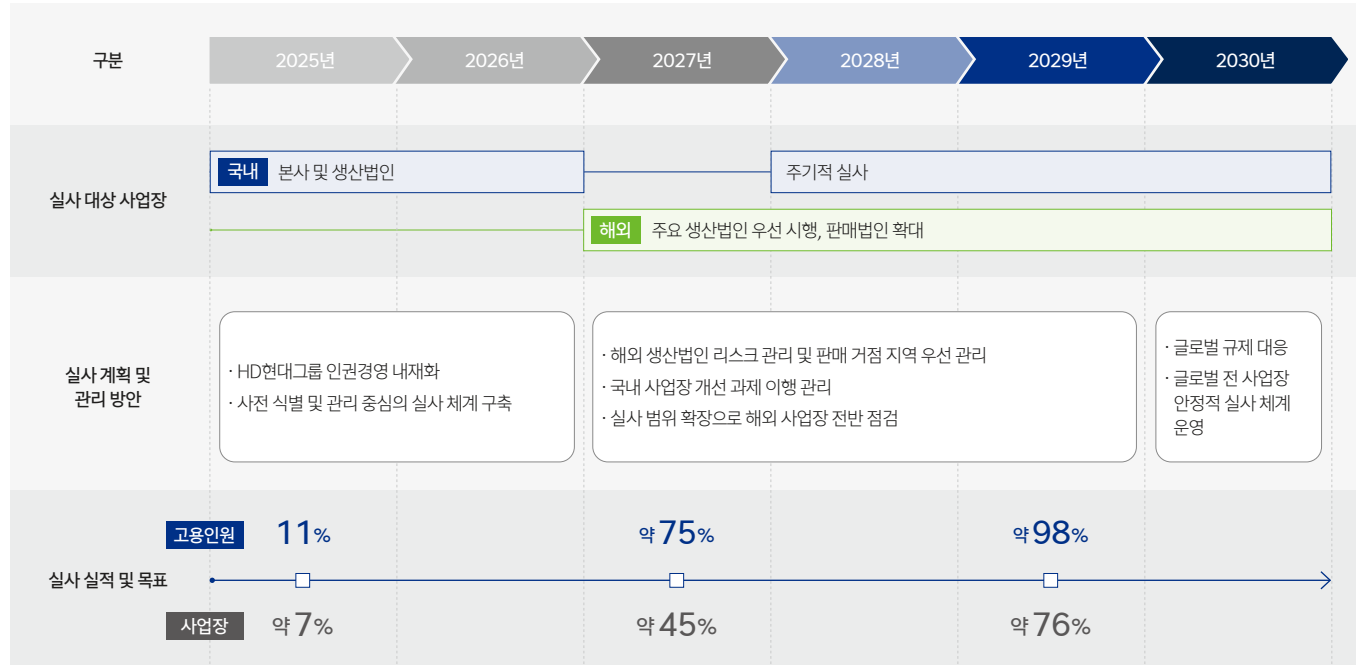 구분
2025년
2026년
2027년
2028년
2029년
2030년
실사 대상 사업장
국내 본사 및 생산법인
주기적 실사
해외 주요 생산법인 우선 시행, 판매법인 확대
실사 계획 및
관리 방안
· HD현대그룹 인권경영 내재화
· 사전 식별 및 관리 중심의 실사 체계 구축
· 해외 생산법인 리스크 관리 및 판매 거점 지역 우선 관리
· 국내 사업장 개선 과제 이행 관리
· 실사 범위 확장으로 해외 사업장 전반 점검
· 글로벌 규제 대응
· 글로벌 전 사업장
안정적 실사 체계
운영
실사 실적 및 목표
고용인원
11%
약 75%
약 98%
사업장
약 7%
약 45%
약 76%